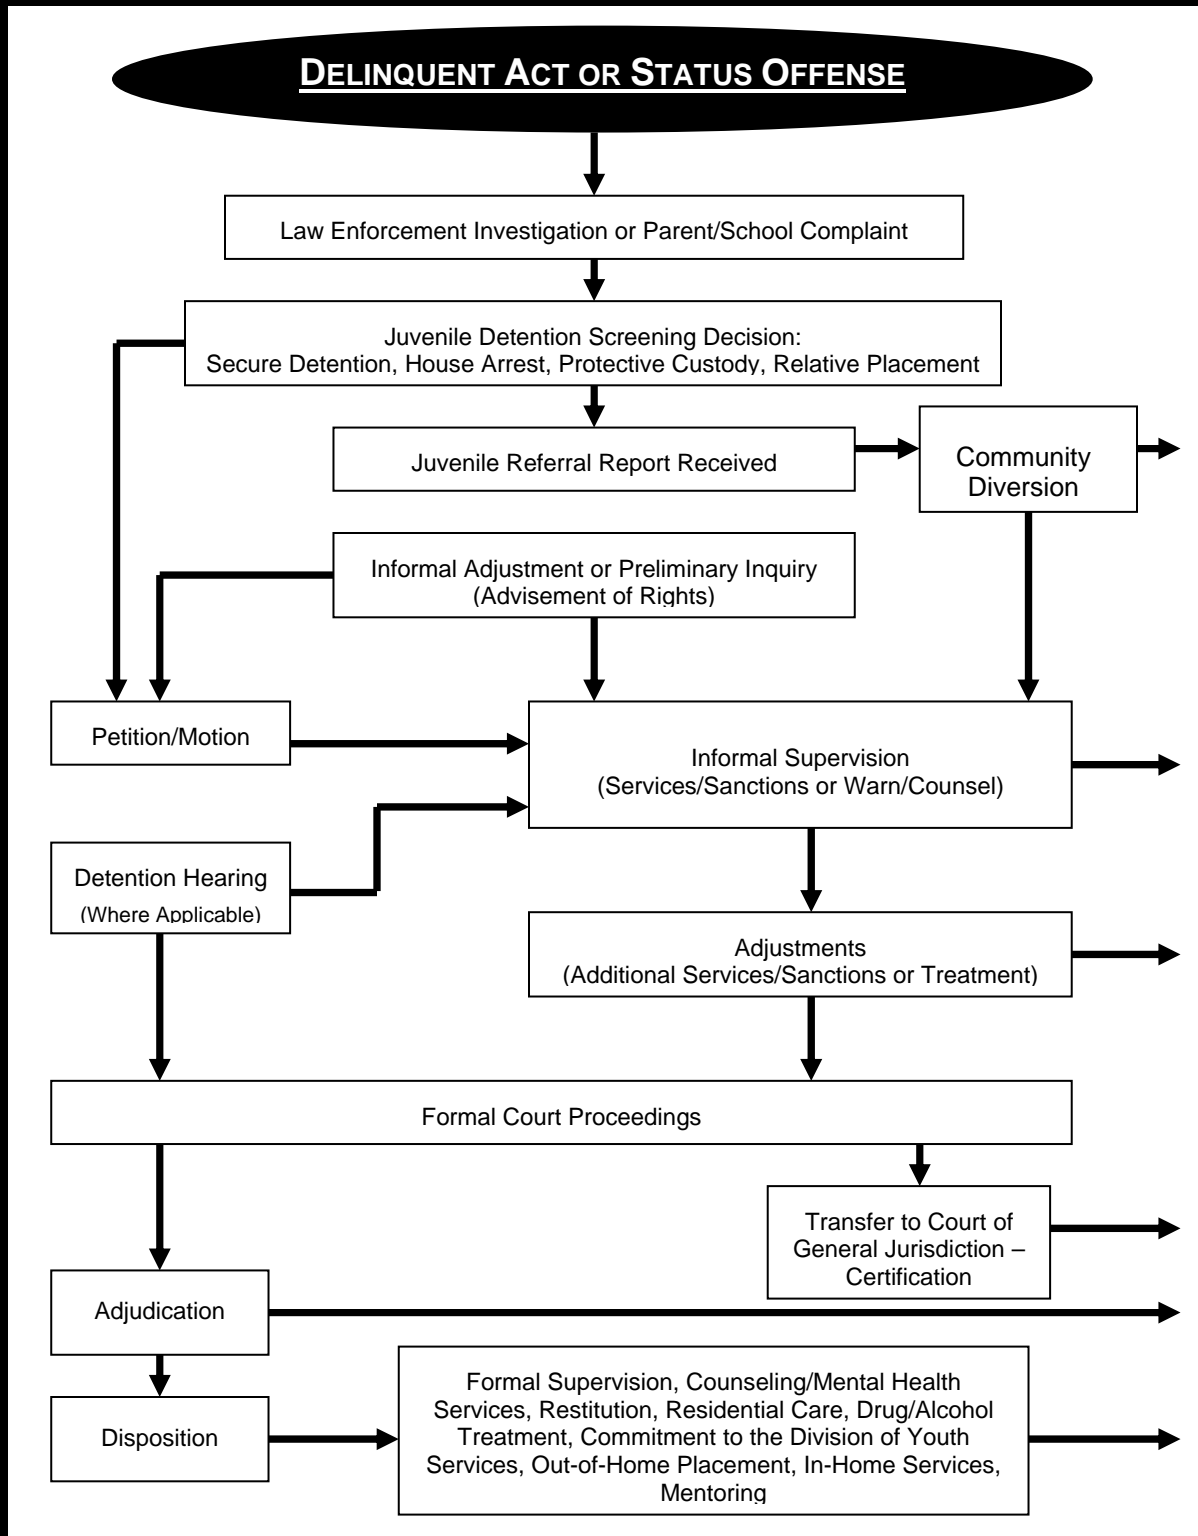 DELINQUENT ACT OR STATUS OFFENSE
Law Enforcement Investigation or Parent/School Complaint
Juvenile Detention Screening Decision:
Secure Detention, House Arrest, Protective Custody, Relative Placement
Juvenile Referral Report Received
Community
Diversion
Informal Adjustment or Preliminary Inquiry
(Advisement of Rights)
Petition/Motion
Informal Supervision
(Services/Sanctions or Warn/Counsel)
Detention Hearing
(Where Applicable)
Adjustments
(Additional Services/Sanctions or Treatment)
Formal Court Proceedings
Transfer to Court of
General Jurisdiction –
Certification
Adjudication
Disposition
Formal Supervision, Counseling/Mental Health
Services, Restitution, Residential Care, Drug/Alcohol
Treatment, Commitment to the Division of Youth
Services, Out-of-Home Placement, In-Home Services,
Mentoring